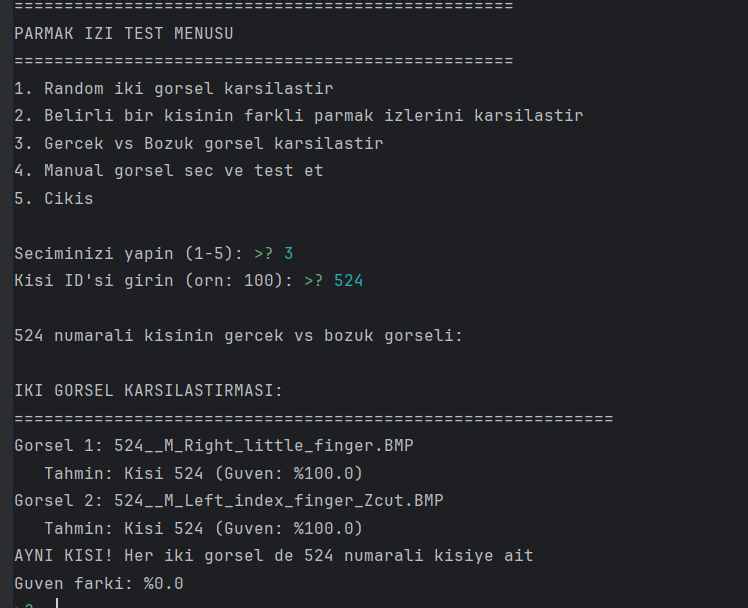 ==================================================
PARMAK IZI TEST MENUSU
==================================================
1. Random iki gorsel karsilastir
2. Belirli bir kisinin farkli parmak izlerini karsilastir
3. Gercek vs Bozuk gorsel karsilastir
4. Manual gorsel sec ve test et
5. Cikis
Seciminizi yapin (1-5): >? 3
Kisi ID'si girin (orn: 100): >? 524
524 numarali kisinin gercek vs bozuk gorseli:
IKI GORSEL KARSILASTIRMASI:
============================================================
Gorsel 1: 524__M_Right_little_finger.BMP
Tahmin: Kisi 524 (Guven: %100.0)
Gorsel 2: 524__M_Left_index_finger_Zcut.BMP
Tahmin: Kisi 524 (Guven: %100.0)
AYNI KISI! Her iki gorsel de 524 numarali kisiye ait
Guven farki: %0.0